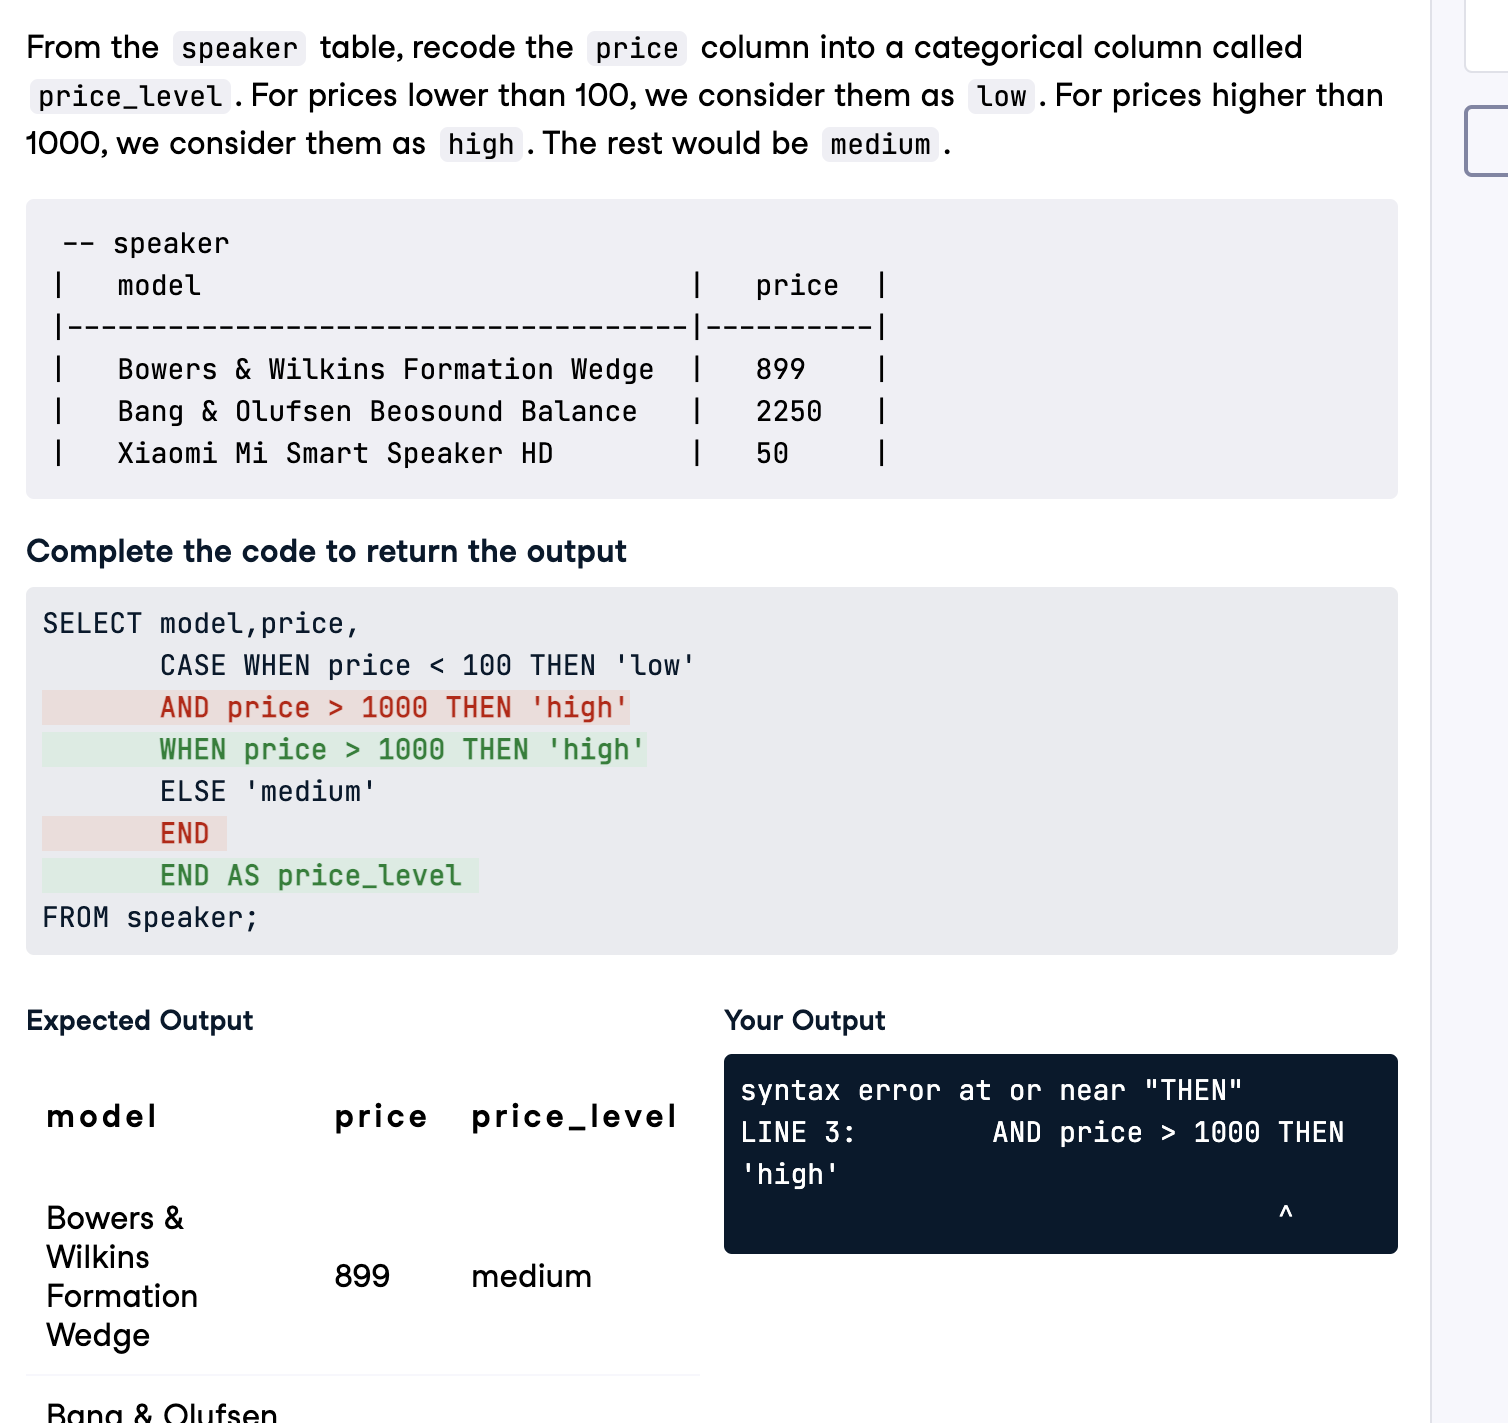 From the speaker table, recode the price column into a categorical column called
price_level. For prices lower than 100, we consider them as low. For prices higher than
1000, we consider them as high. The rest would be medium.
-- speaker
|   model                             |   price  |
|-------------------------------------|----------|
|   Bowers & Wilkins Formation Wedge  |   899    |
|   Bang & Olufsen Beosound Balance   |   2250   |
|   Xiaomi Mi Smart Speaker HD        |   50     |
Complete the code to return the output
SELECT model,price,
       CASE WHEN price < 100 THEN 'low'
       AND price > 1000 THEN 'high'
       WHEN price > 1000 THEN 'high'
       ELSE 'medium'
       END
       END AS price_level
FROM speaker;
Expected Output
model price price_level
Bowers &
Wilkins
Formation
Wedge
899 medium
Bang & Olufsen
Your Output
syntax error at or near "THEN"
LINE 3:        AND price > 1000 THEN
'high'
^